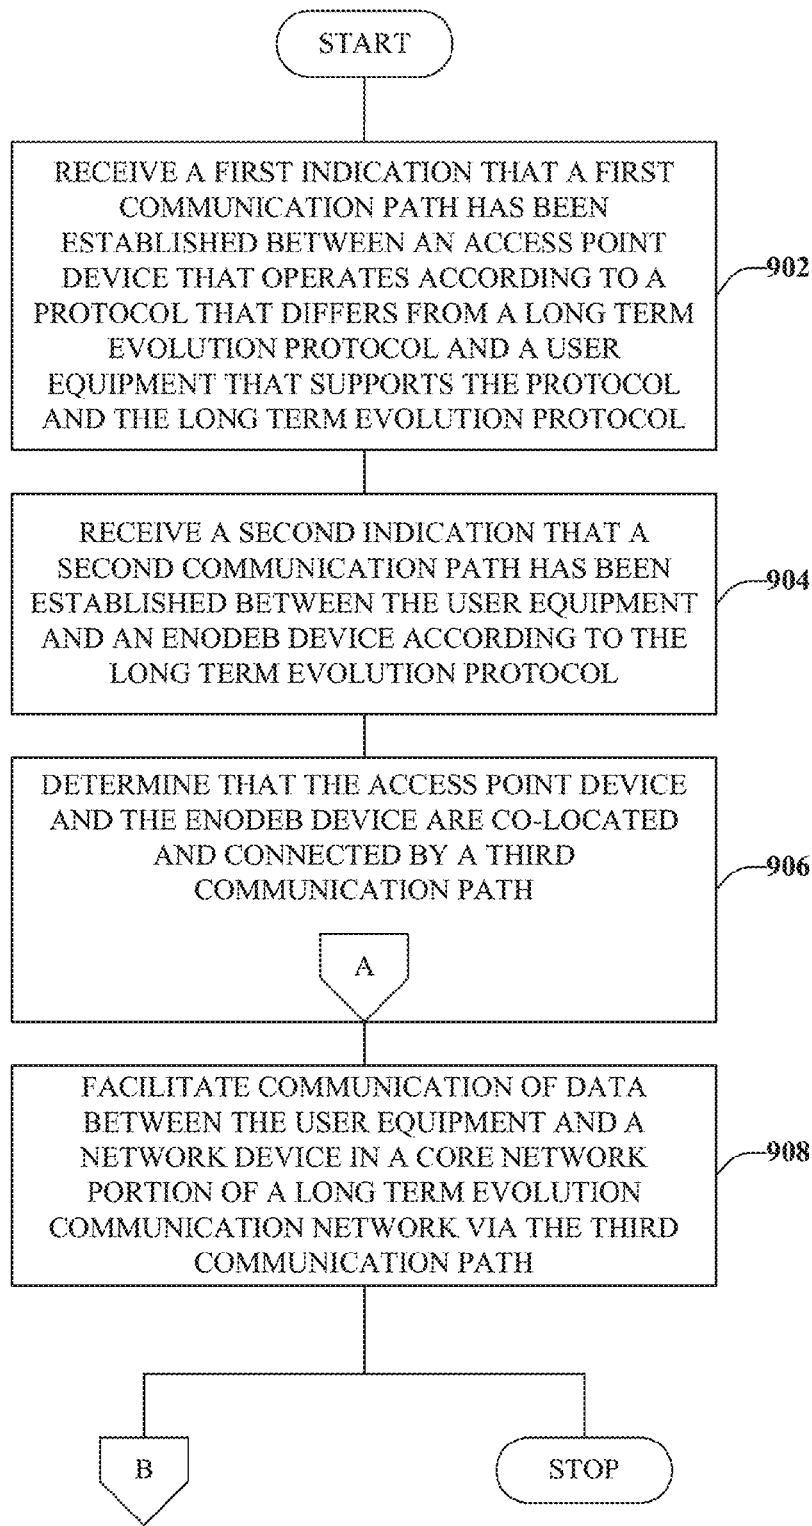 START
RECEIVE A FIRST INDICATION THAT A FIRST
COMMUNICATION PATH HAS BEEN
ESTABLISHED BETWEEN AN ACCESS POINT
DEVICE THAT OPERATES ACCORDING TO A
PROTOCOL THAT DIFFERS FROM A LONG TERM
EVOLUTION PROTOCOL AND A USER
EQUIPMENT THAT SUPPORTS THE PROTOCOL
AND THE LONG TERM EVOLUTION PROTOCOL
902
RECEIVE A SECOND INDICATION THAT A
SECOND COMMUNICATION PATH HAS BEEN
ESTABLISHED BETWEEN THE USER EQUIPMENT
AND AN ENODEB DEVICE ACCORDING TO THE
LONG TERM EVOLUTION PROTOCOL
904
DETERMINE THAT THE ACCESS POINT DEVICE
AND THE ENODEB DEVICE ARE CO-LOCATED
AND CONNECTED BY A THIRD
COMMUNICATION PATH
906
A
FACILITATE COMMUNICATION OF DATA
BETWEEN THE USER EQUIPMENT AND A
NETWORK DEVICE IN A CORE NETWORK
PORTION OF A LONG TERM EVOLUTION
COMMUNICATION NETWORK VIA THE THIRD
COMMUNICATION PATH
908
B
STOP